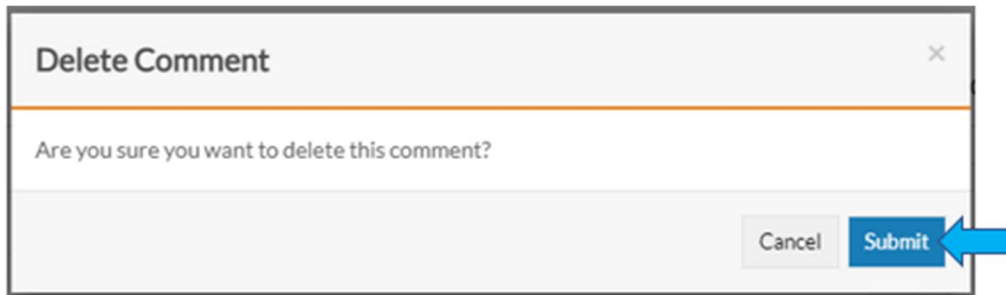 Delete Comment
×
Are you sure you want to delete this comment?
Cancel
Submit